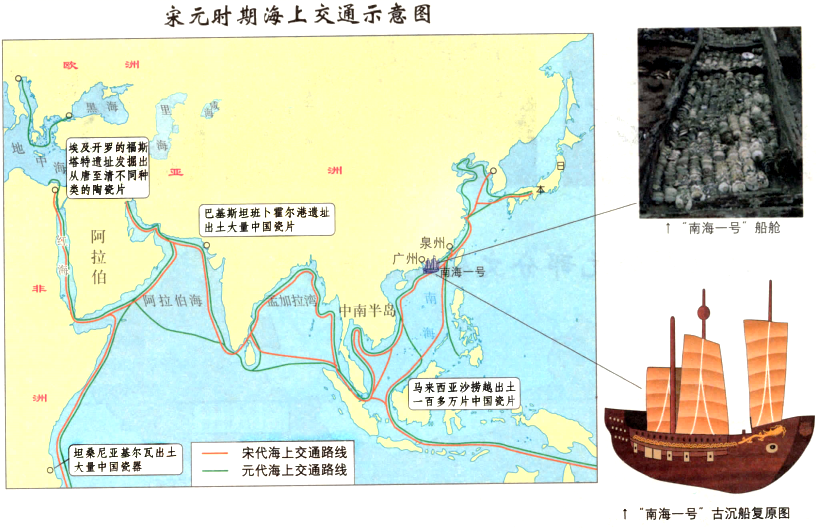 宋元时期海上交通示意图
欧 洲
黑 海
里
海
咸
海
地 中 海
埃及开罗的福斯
塔特遗址发掘出
从唐至清不同种
类的陶瓷片
亚 洲
日
本
巴基斯坦班卜霍尔港遗址
出土大量中国瓷片
阿
拉
伯
红
海
泉州
广州
南海一号
非
洲
阿拉伯海
孟加拉湾
中南半岛
南
海
马来西亚沙捞越出土
一百多万片中国瓷片
坦桑尼亚基尔瓦出土
大量中国瓷器
宋代海上交通路线
元代海上交通路线
↑“南海一号”船舱
↑“南海一号”古沉船复原图